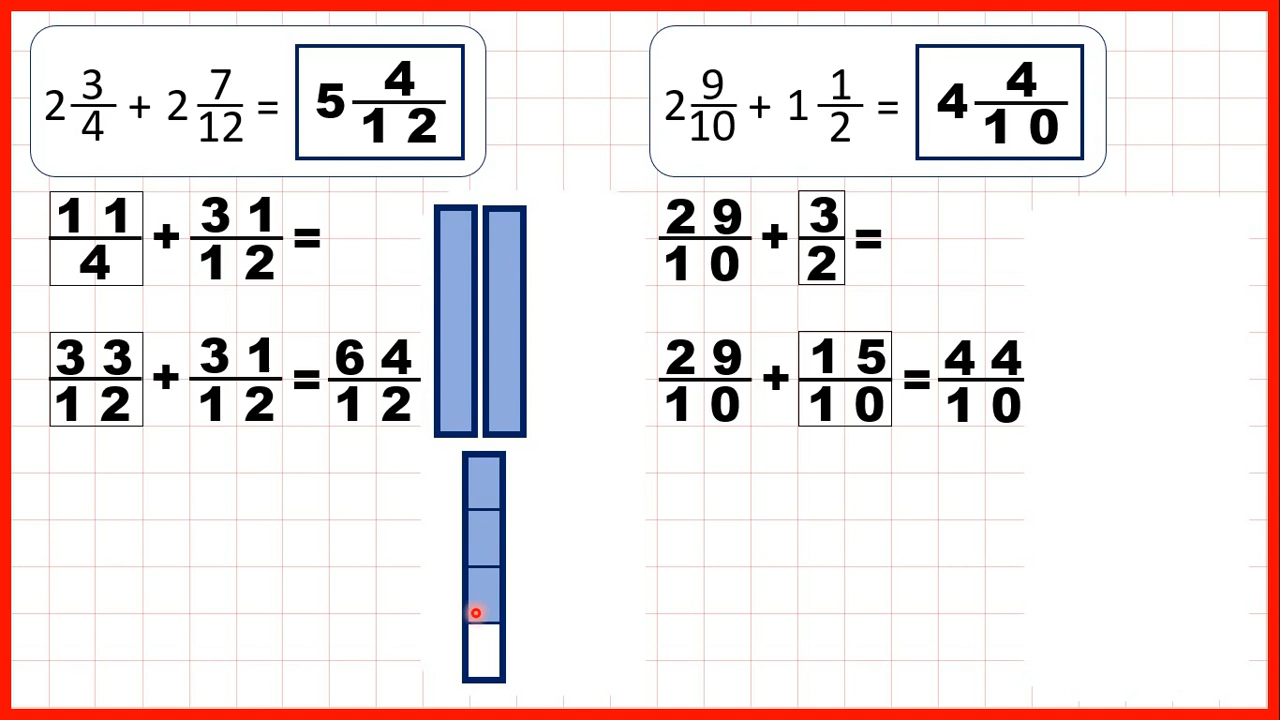 2 3/4 + 2 7/12 = 5 4/12
11/4 + 31/12 =
33/12 + 31/12 = 64/12
2 9/10 + 1 1/2 = 4 4/10
29/10 + 3/2 =
29/10 + 15/10 = 44/10